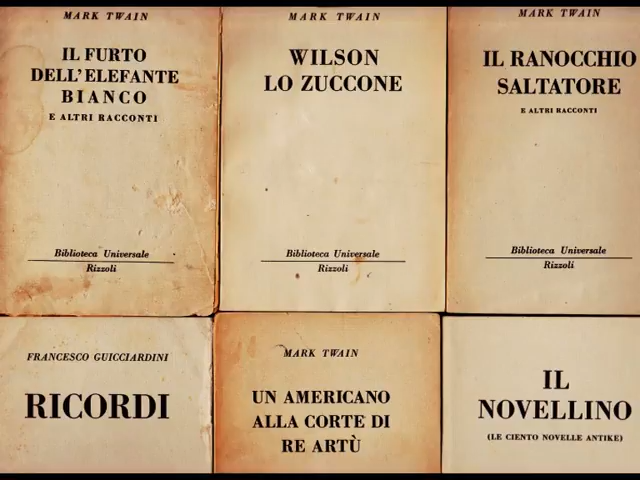 MARK TWAIN
IL FURTO
DELL'ELEFANTE
BIANCO
E ALTRI RACCONTI
Biblioteca Universale
Rizzoli
MARK TWAIN
WILSON
LO ZUCCONE
Biblioteca Universale
Rizzoli
MARK TWAIN
IL RANOCCHIO
SALTATORE
E ALTRI RACCONTI
Biblioteca Universale
Rizzoli
FRANCESCO GUICCIARDINI
RICORDI
MARK TWAIN
UN AMERICANO
ALLA CORTE DI
RE ARTÙ
IL
NOVELLINO
(LE CIENTO NOVELLE ANTIKE)